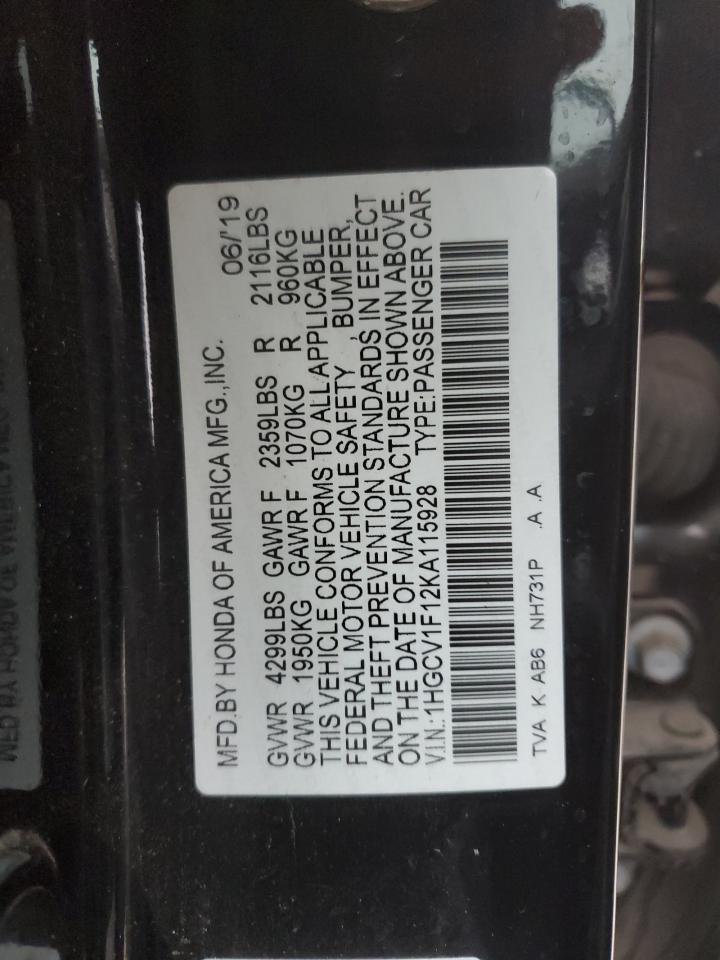 MFD.BY HONDA OF AMERICA MFG.,INC. 06/'19
GVWR 4299LBS GAWR F 2359LBS R 2116LBS
GVWR 1950KG GAWR F 1070KG R 960KG
THIS VEHICLE CONFORMS TO ALL APPLICABLE
FEDERAL MOTOR VEHICLE SAFETY , BUMPER,
AND THEFT PREVENTION STANDARDS IN EFFECT
ON THE DATE OF MANUFACTURE SHOWN ABOVE.
V.I.N.:1HGCV1F12KA115928 TYPE:PASSENGER CAR
TVA K AB6 NH731P .A .A